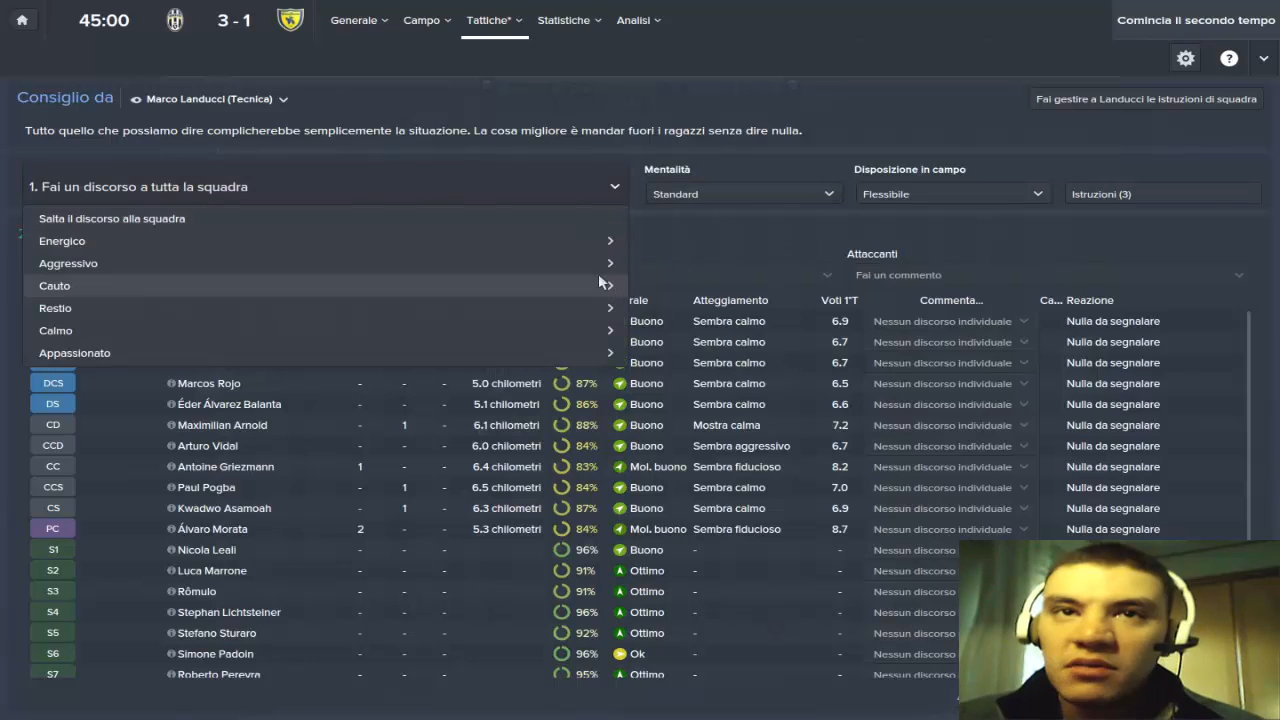 45:00 3 - 1 Generale Campo Tattiche* Statistiche Analisi Comincia il secondo tempo
?
Consiglio da Marco Landucci (Tecnica) Fai gestire a Landucci le istruzioni di squadra
Tutto quello che possiamo dire complicherebbe semplicemente la situazione. La cosa migliore è mandar fuori i ragazzi senza dire nulla.
1. Fai un discorso a tutta la squadra
Mentalità Disposizione in campo
Standard Flessibile Istruzioni (3)
Salta il discorso alla squadra
Energico
Aggressivo
Cauto
Restio
Calmo
Appassionato
Attaccanti
Fai un commento
rale Atteggiamento Voti 1°T Commenta... Ca... Reazione
Buono Sembra calmo 6.9 Nessun discorso individuale Nulla da segnalare
Buono Sembra calmo 6.7 Nessun discorso individuale Nulla da segnalare
Buono Sembra calmo 6.7 Nessun discorso individuale Nulla da segnalare
DCS Marcos Rojo - - - 5.0 chilometri 87% Buono Sembra calmo 6.5 Nessun discorso individuale Nulla da segnalare
DS Éder Álvarez Balanta - - - 5.1 chilometri 86% Buono Sembra calmo 6.6 Nessun discorso individuale Nulla da segnalare
CD Maximilian Arnold - 1 - 6.1 chilometri 88% Buono Mostra calma 7.2 Nessun discorso individuale Nulla da segnalare
CCD Arturo Vidal - - - 6.0 chilometri 84% Buono Sembra aggressivo 6.7 Nessun discorso individuale Nulla da segnalare
CC Antoine Griezmann 1 - - 6.4 chilometri 83% Mol. buono Sembra fiducioso 8.2 Nessun discorso individuale Nulla da segnalare
CCS Paul Pogba - 1 - 6.5 chilometri 84% Buono Sembra calmo 7.0 Nessun discorso individuale Nulla da segnalare
CS Kwadwo Asamoah - 1 - 6.3 chilometri 87% Buono Sembra calmo 6.9 Nessun discorso individuale Nulla da segnalare
PC Álvaro Morata 2 - - 5.3 chilometri 84% Mol. buono Sembra fiducioso 8.7 Nessun discorso individuale Nulla da segnalare
S1 Nicola Leali 96% Buono - - Nessun discorso
S2 Luca Marrone 91% Ottimo - - Nessun discorso
S3 Rômulo 91% Ottimo - - Nessun discorso
S4 Stephan Lichtsteiner 96% Ottimo - - Nessun discorso
S5 Stefano Sturaro 92% Ottimo - - Nessun discorso
S6 Simone Padoin 96% Ok - - Nessun discorso
S7 Roberto Pereyra 95% Ottimo - - Nessun discorso